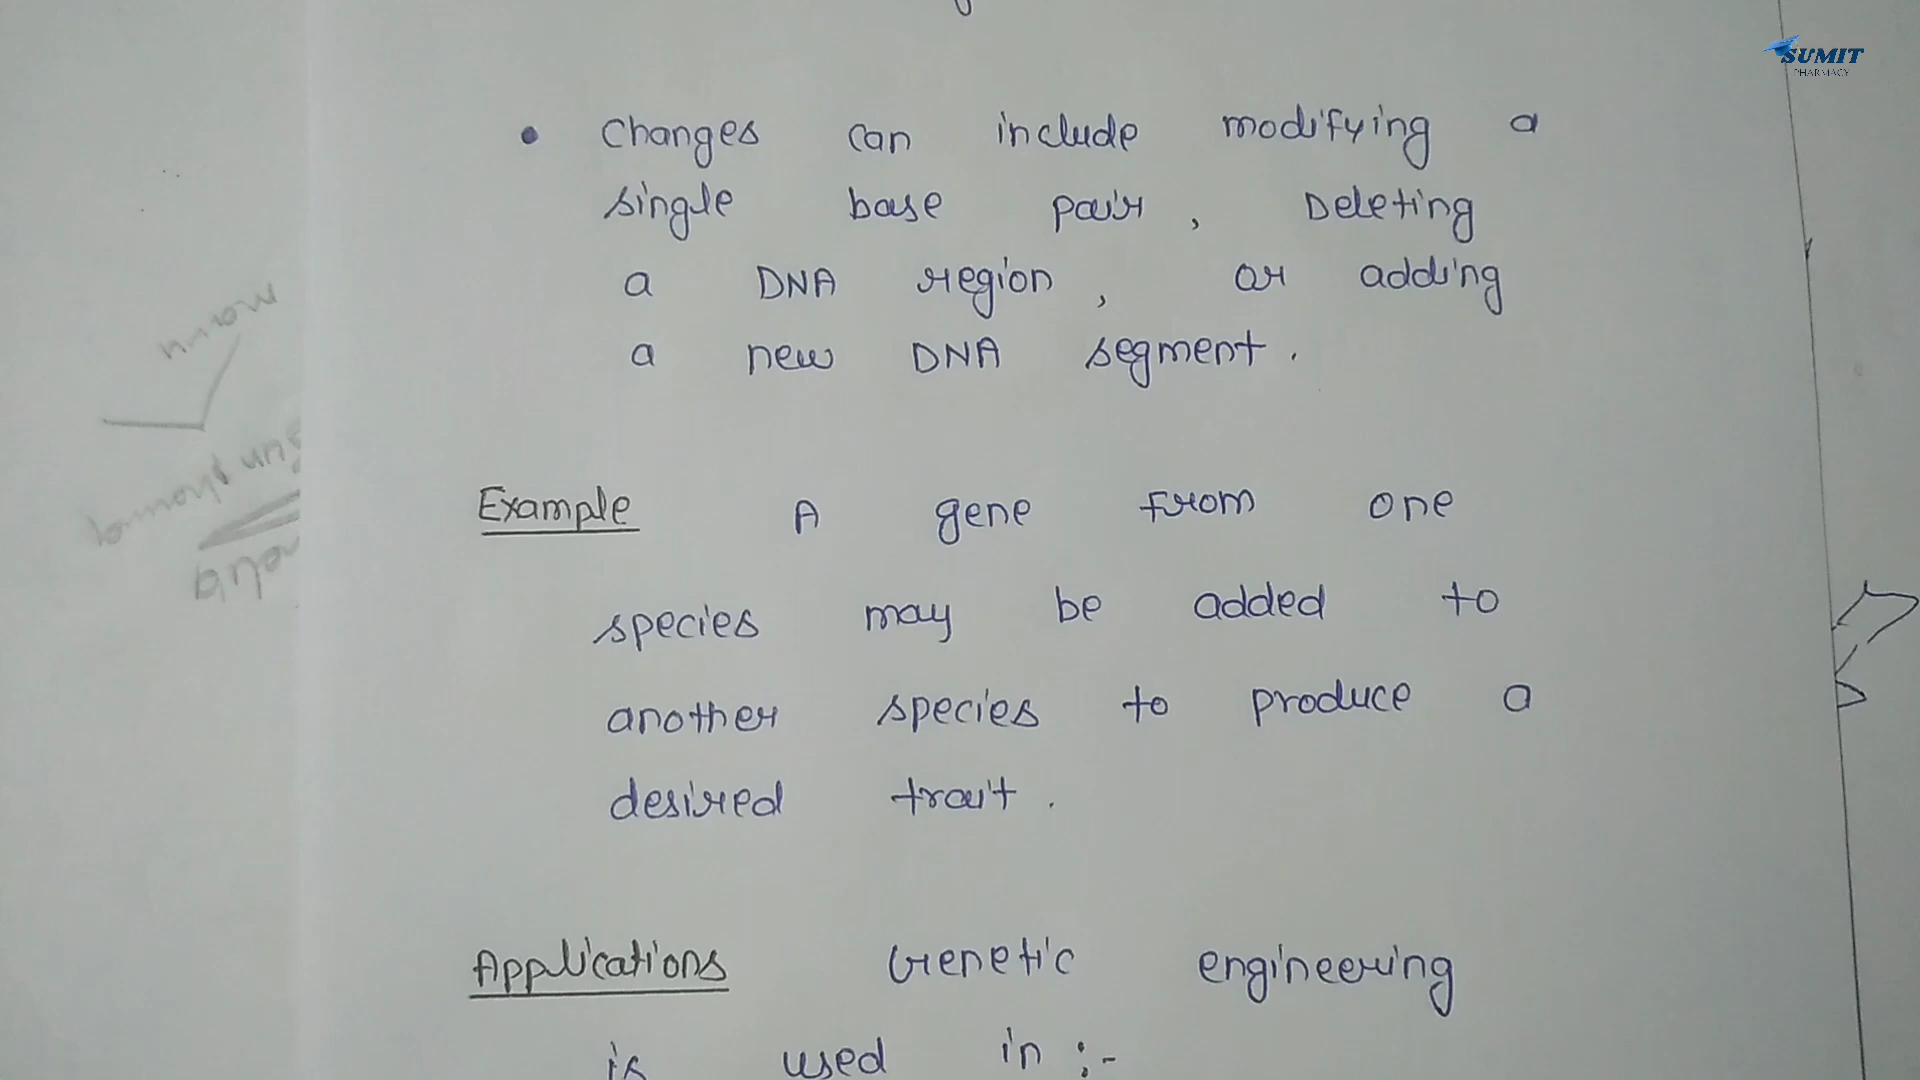 SUMIT
PHARMACY
• Changes can include modifying a
single base pair, Deleting
a DNA region, or adding
a new DNA segment.
Example A gene from one
species may be added to
another species to produce a
desired trait.
Applications Genetic engineering
is used in :-